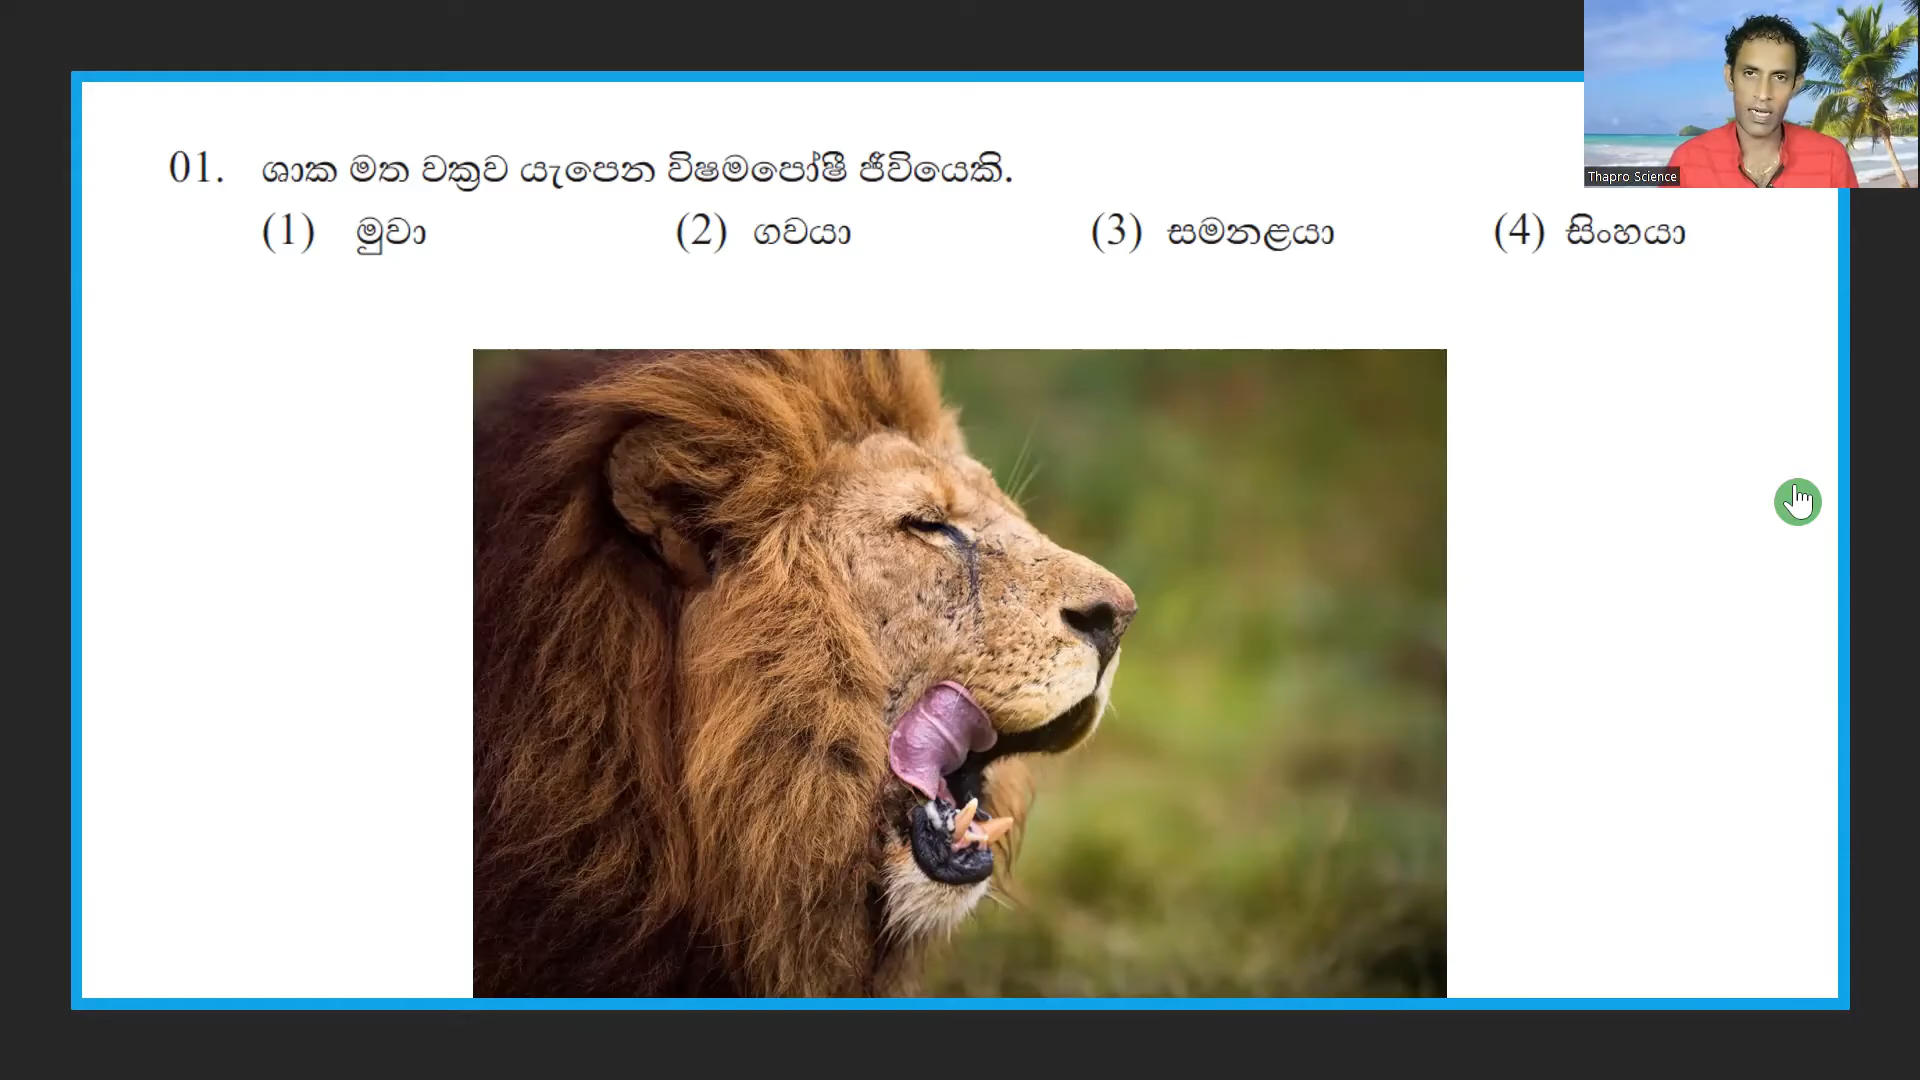 Thapro Science
01. ශාක මත වක්‍රව යැපෙන විෂමපෝෂී ජීවියෙකි.
(1) මුවා (2) ගවයා (3) සමනළයා (4) සිංහයා